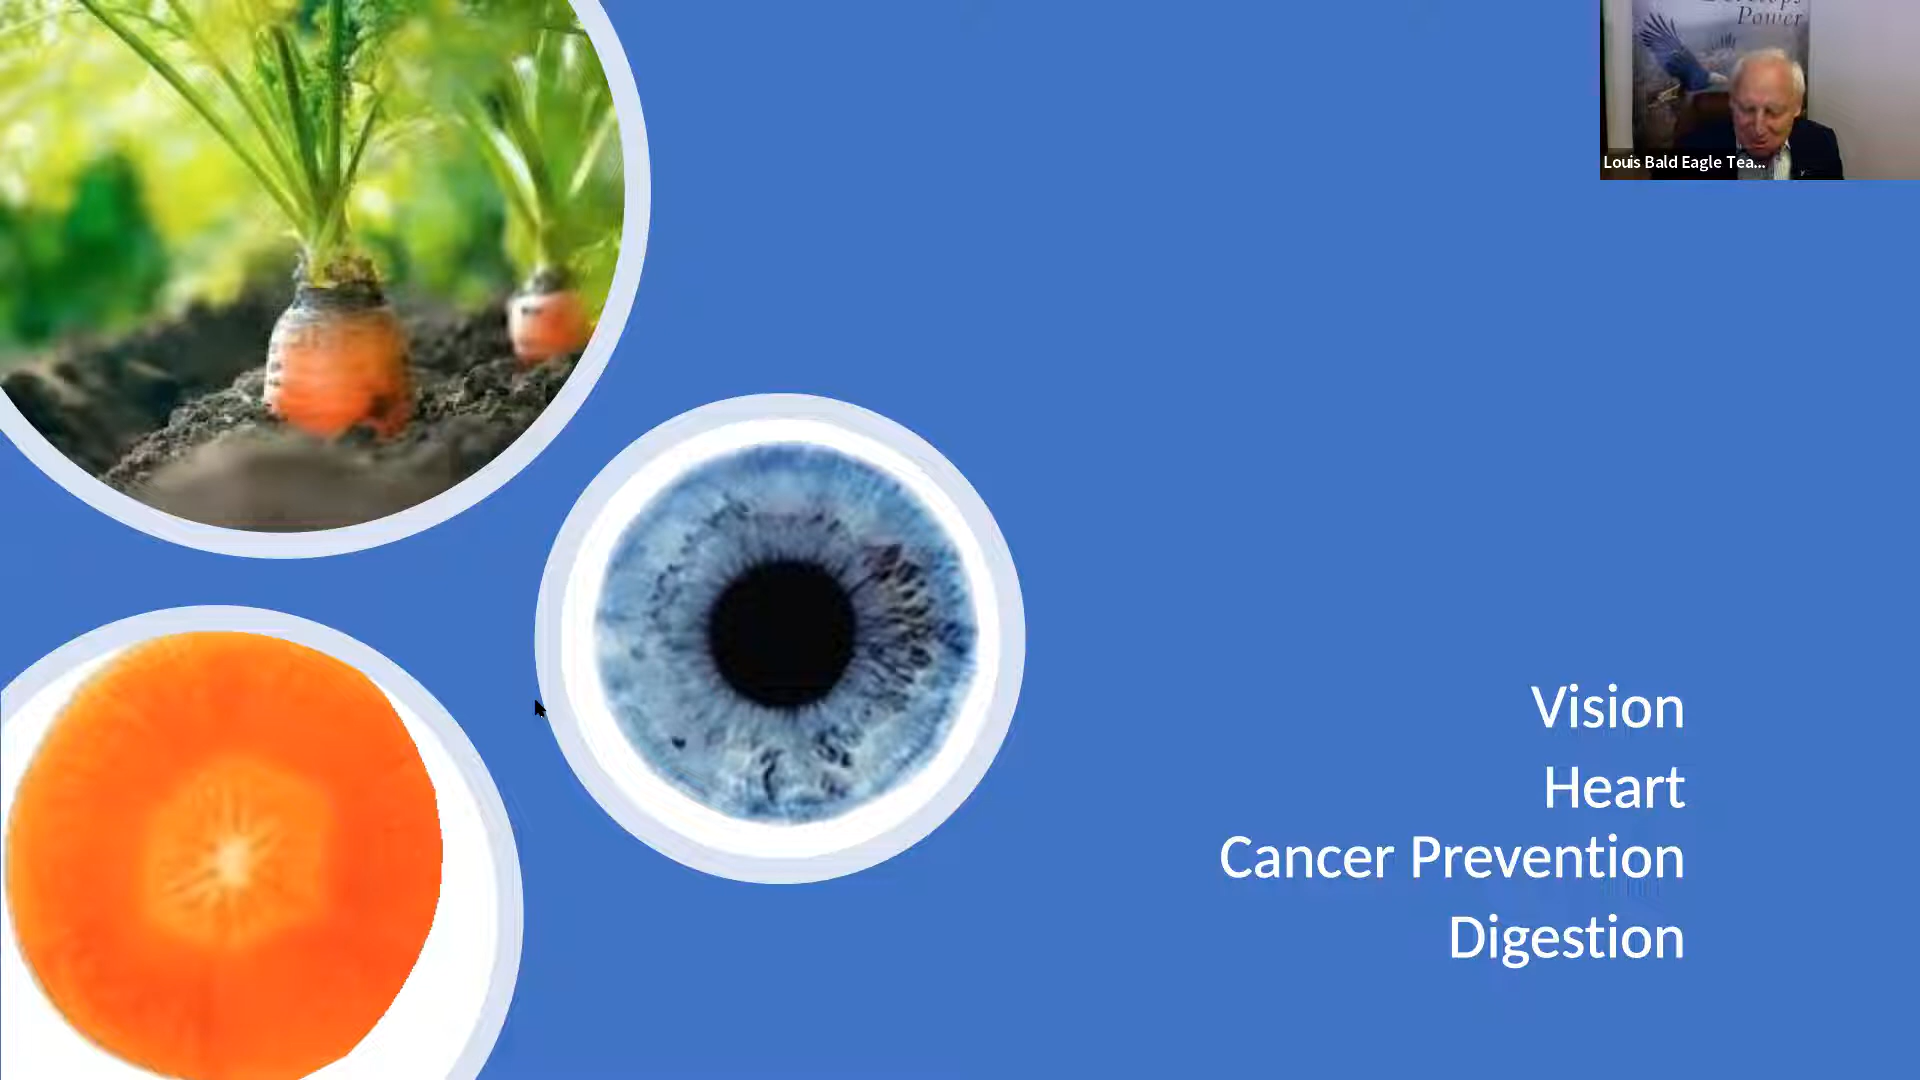 Power
Louis Bald Eagle Tea...
Vision
Heart
Cancer Prevention
Digestion